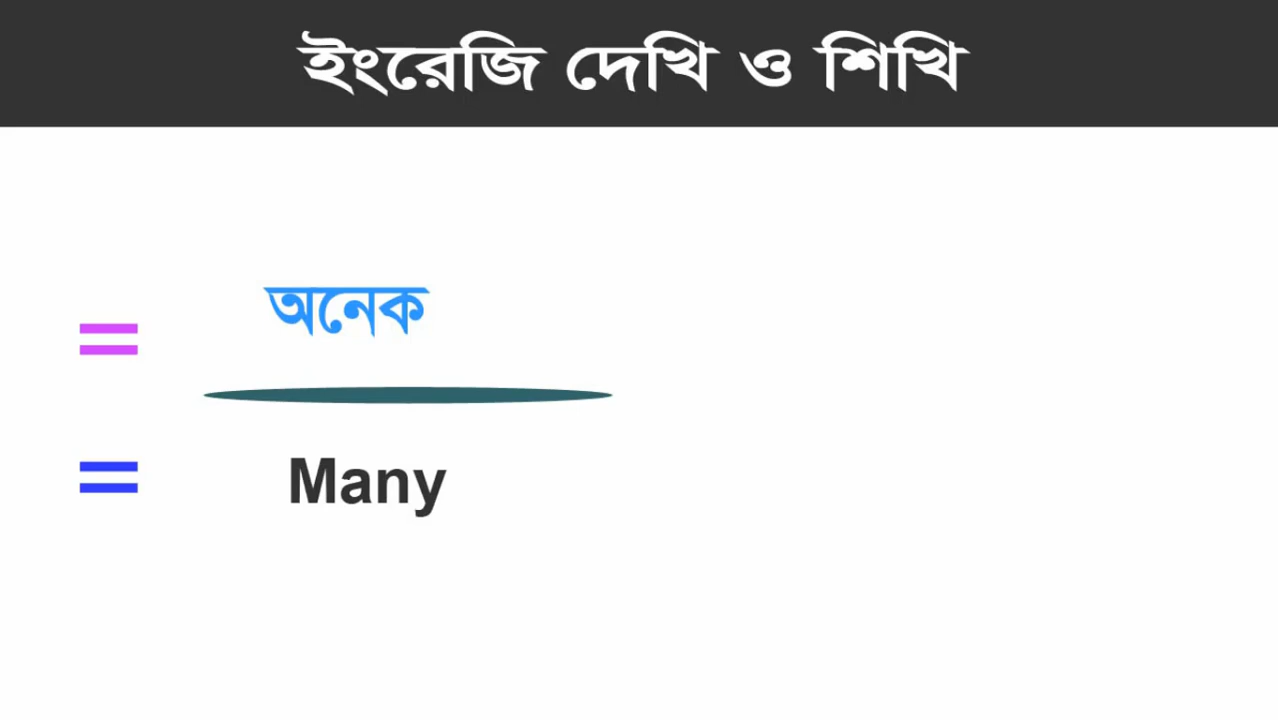 ইংরেজি দেখি ও শিখি
= অনেক
= Many